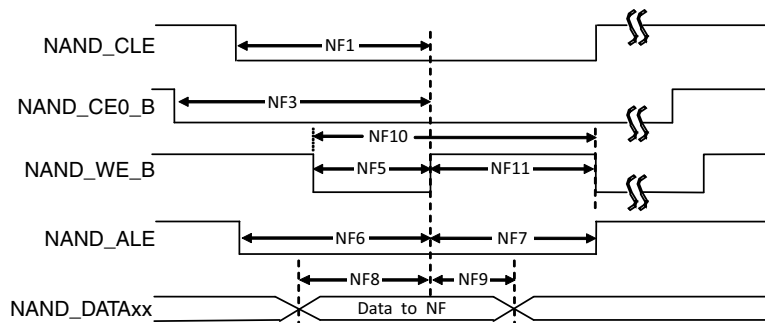 NAND_CLE
NF1
NAND_CE0_B
NF3
NF10
NAND_WE_B
NF5
NF11
NAND_ALE
NF6
NF7
NF8
NF9
NAND_DATAxx
Data to NF